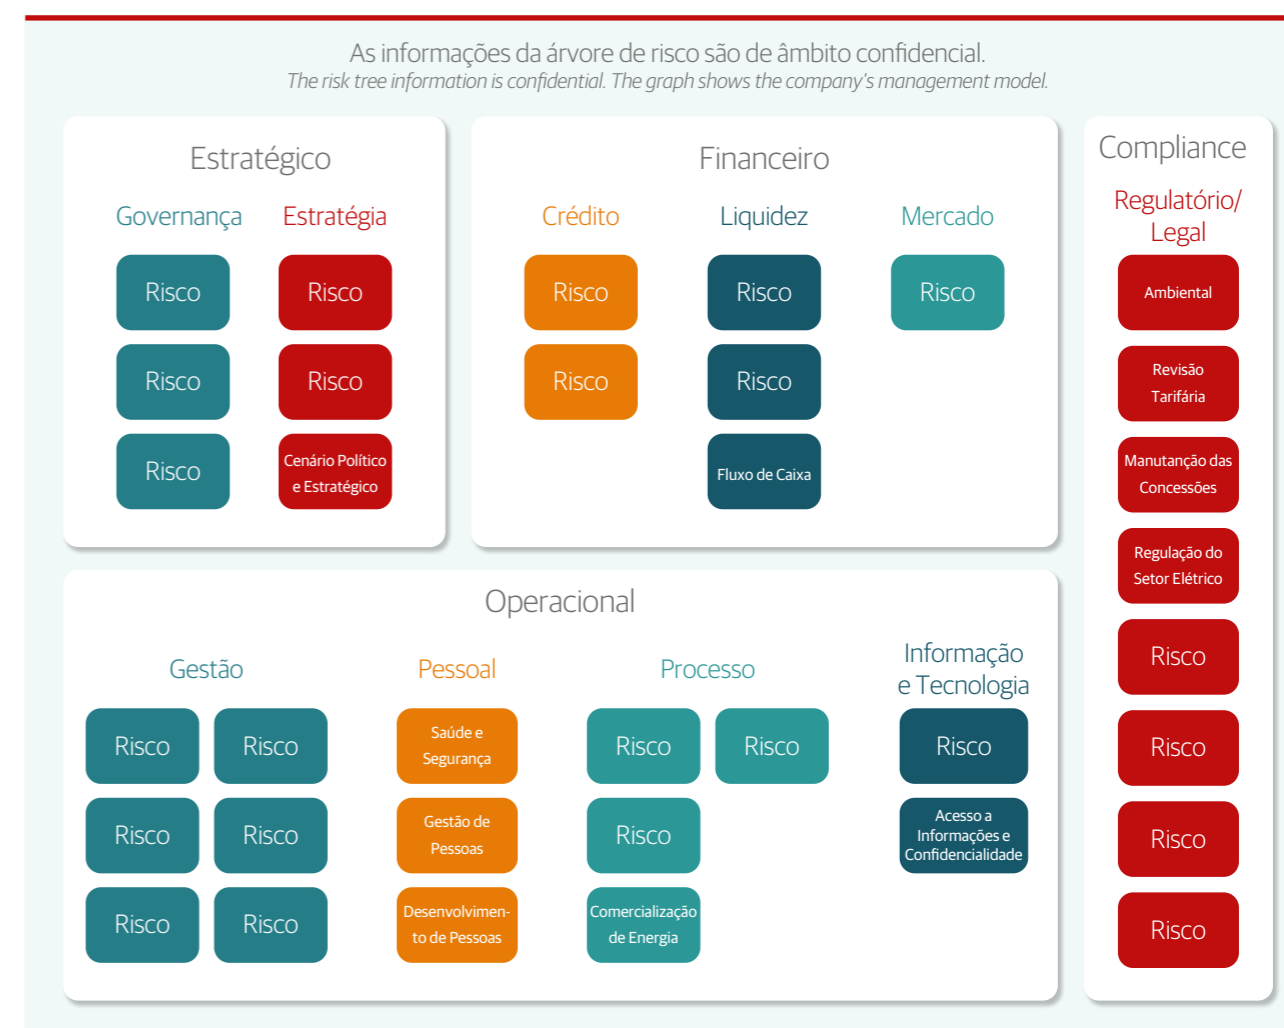 As informações da árvore de risco são de âmbito confidencial.
The risk tree information is confidential. The graph shows the company's management model.
Estratégico
Governança
Estratégia
Risco
Risco
Risco
Risco
Risco
Cenário Político
e Estratégico
Financeiro
Crédito
Liquidez
Mercado
Risco
Risco
Risco
Risco
Risco
Fluxo de Caixa
Compliance
Regulatório/
Legal
Ambiental
Revisão
Tarifária
Manutanção das
Concessões
Regulação do
Setor Elétrico
Risco
Risco
Risco
Risco
Operacional
Gestão
Pessoal
Processo
Informação
e Tecnologia
Risco
Risco
Saúde e
Segurança
Risco
Risco
Risco
Risco
Risco
Gestão de
Pessoas
Risco
Acesso a
Informações e
Confidencialidade
Risco
Risco
Desenvolvimen-
to de Pessoas
Comercialização
de Energia